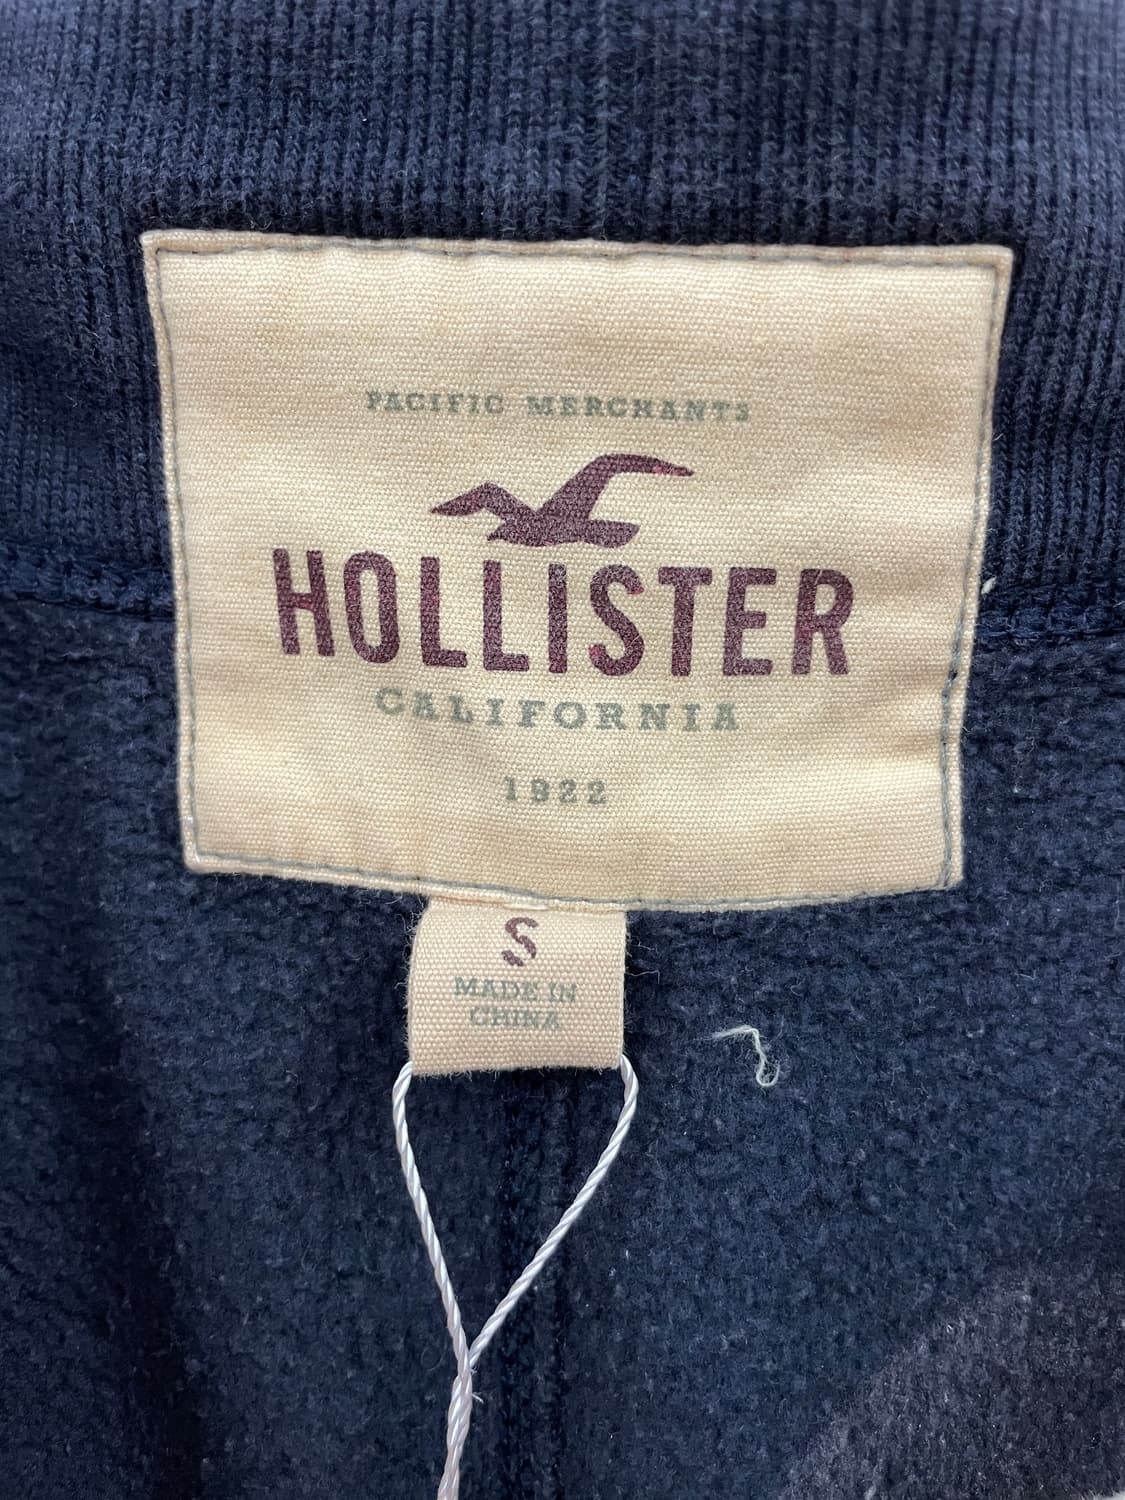 PACIFIC MERCHANTS
HOLLISTER
CALIFORNIA
1922
S
MADE IN
CHINA